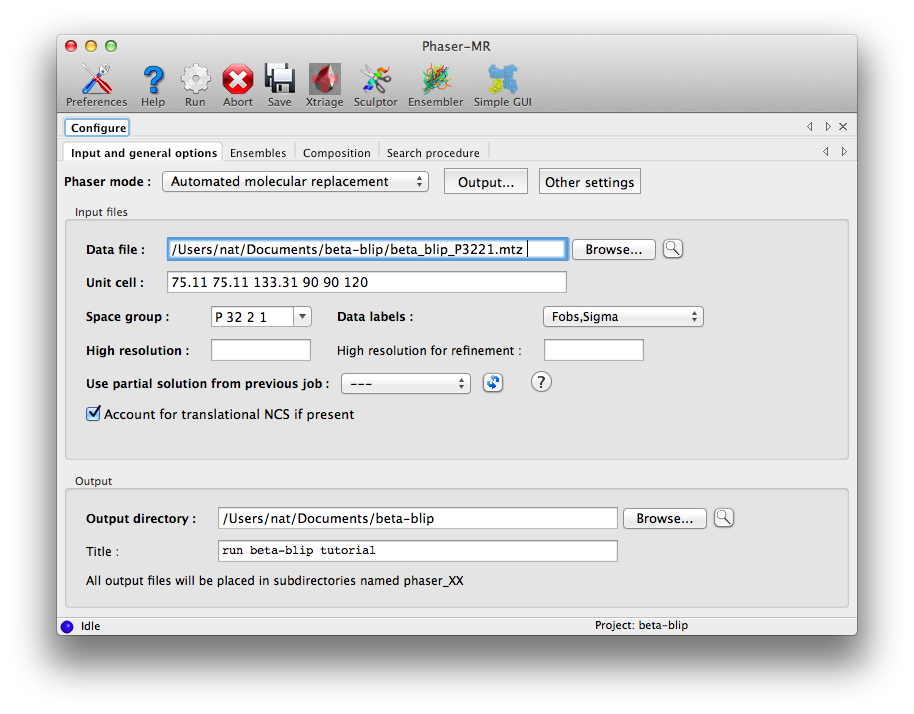 Phaser-MR
Preferences Help Run Abort Save Xtriage Sculptor Ensembler Simple GUI
Configure
Input and general options Ensembles Composition Search procedure
Phaser mode : Automated molecular replacement Output... Other settings
Input files
Data file : /Users/nat/Documents/beta-blip/beta_blip_P3221.mtz Browse...
Unit cell : 75.11 75.11 133.31 90 90 120
Space group : P 32 2 1 Data labels : Fobs,Sigma
High resolution : High resolution for refinement :
Use partial solution from previous job : --- ?
Account for translational NCS if present
Output
Output directory : /Users/nat/Documents/beta-blip Browse...
Title : run beta-blip tutorial
All output files will be placed in subdirectories named phaser_XX
Idle Project: beta-blip